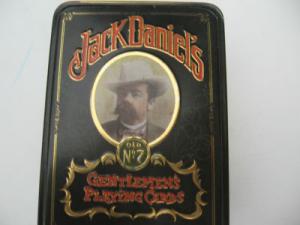 Jack Daniel's
OLD
No 7
GENTLEMEN'S
PLAYING CARDS